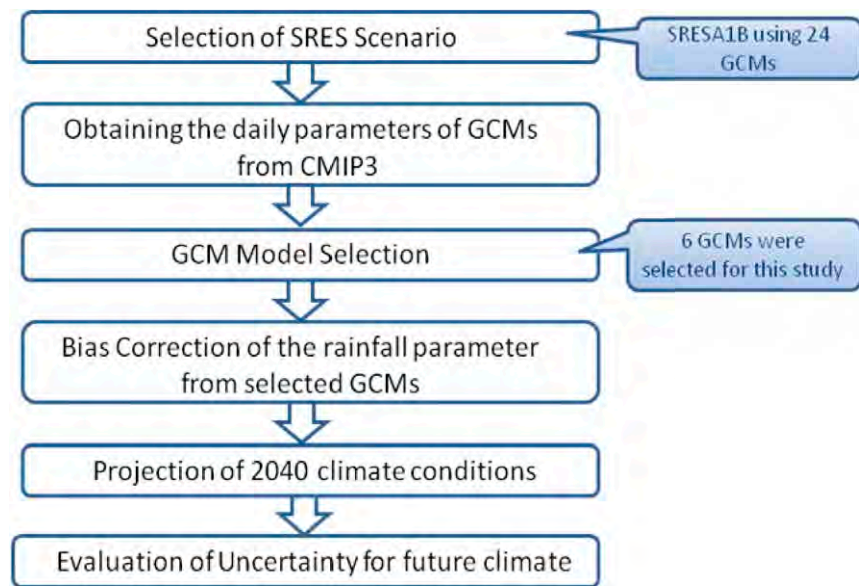 Selection of SRES Scenario
SRESA1B using 24
GCMs
Obtaining the daily parameters of GCMs
from CMIP3
GCM Model Selection
6 GCMs were
selected for this study
Bias Correction of the rainfall parameter
from selected GCMs
Projection of 2040 climate conditions
Evaluation of Uncertainty for future climate